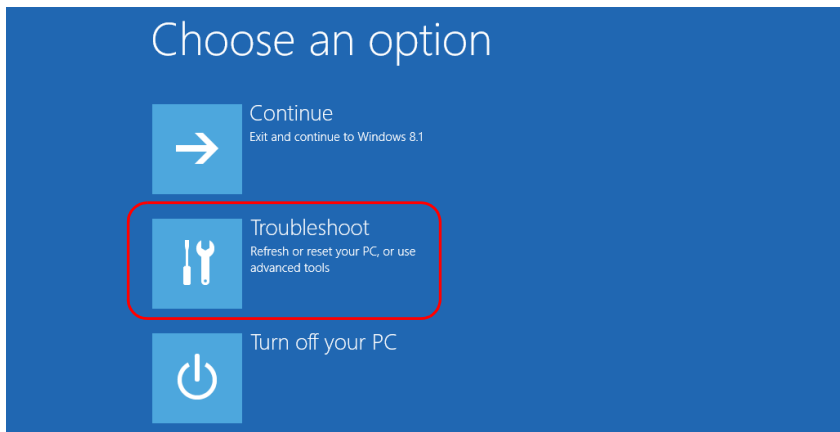 Choose an option
Continue
Exit and continue to Windows 8.1
Troubleshoot
Refresh or reset your PC, or use
advanced tools
Turn off your PC